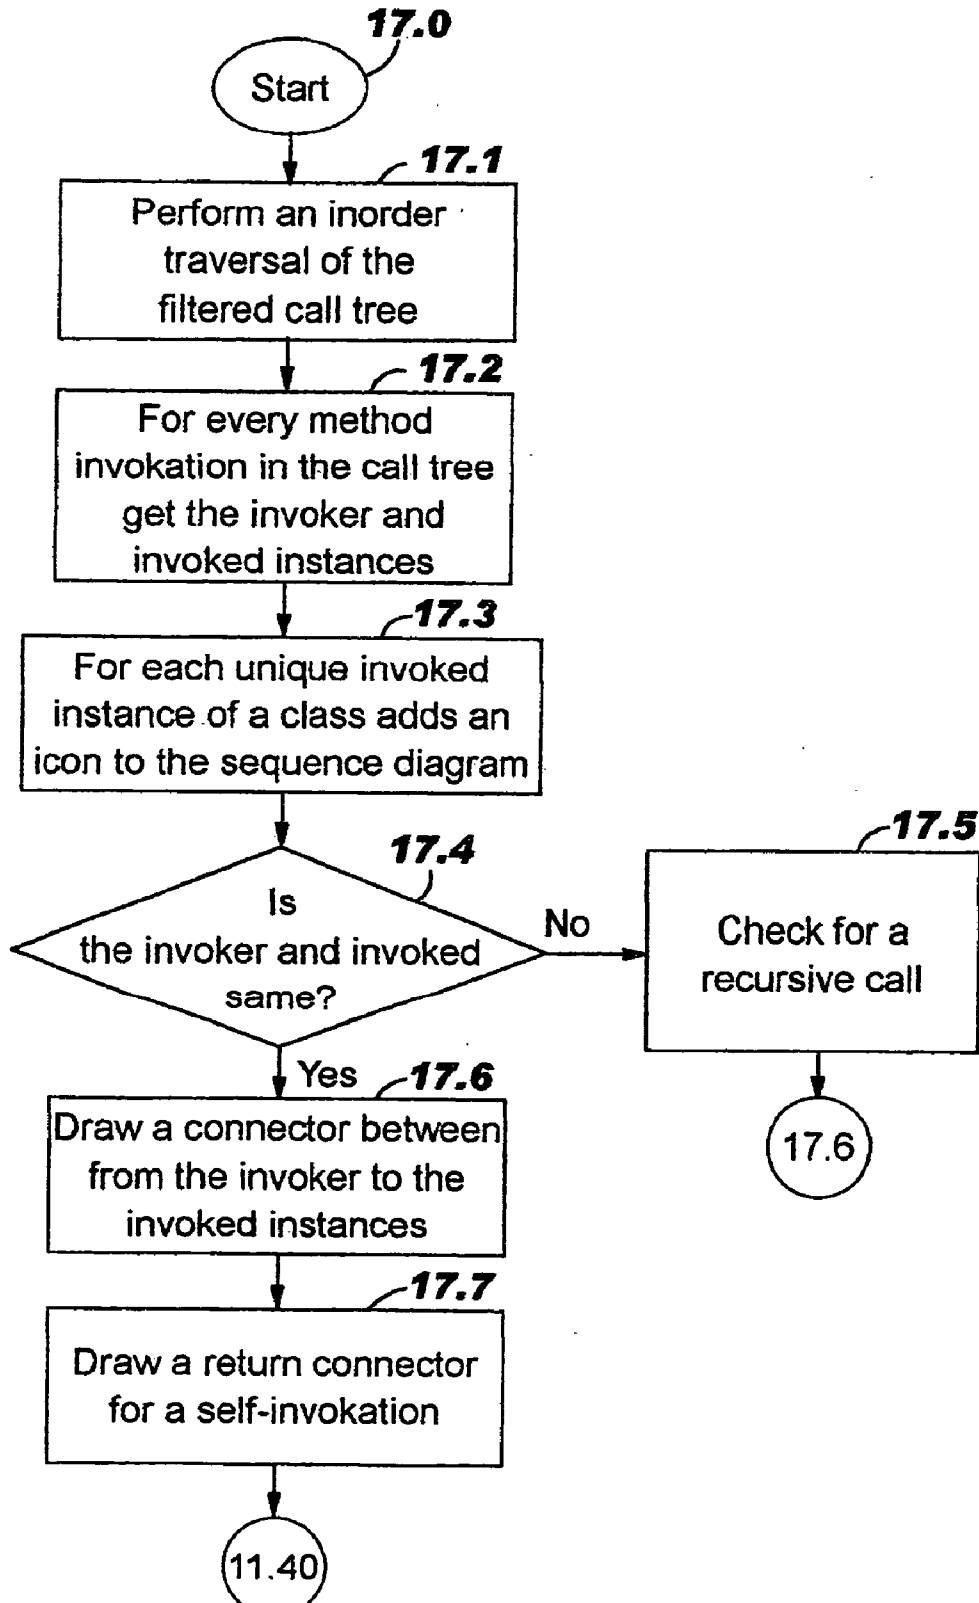 17.0
Start
17.1
Perform an inorder
traversal of the
filtered call tree
17.2
For every method
invokation in the call tree
get the invoker and
invoked instances
17.3
For each unique invoked
instance of a class adds an
icon to the sequence diagram
17.4
Is
the invoker and invoked
same?
No
17.5
Check for a
recursive call
17.6
Yes
17.6
Draw a connector between
from the invoker to the
invoked instances
17.7
Draw a return connector
for a self-invokation
11.40